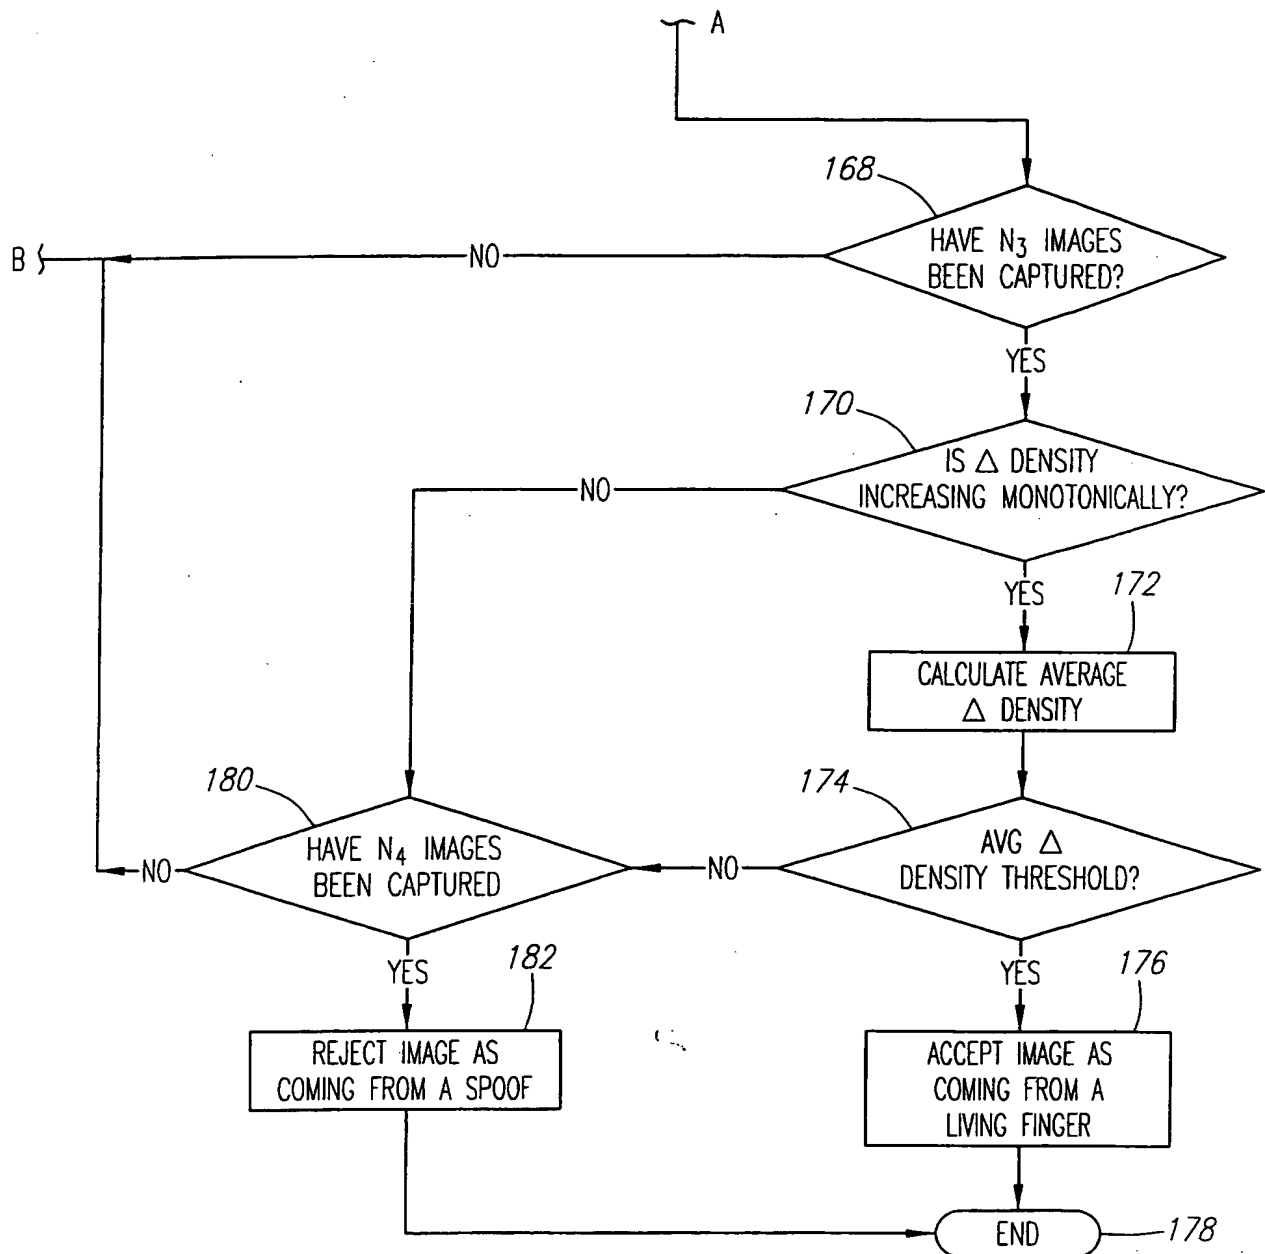 A
168
HAVE N3 IMAGES
BEEN CAPTURED?
B
NO
YES
170
IS △ DENSITY
INCREASING MONOTONICALLY?
NO
YES
172
CALCULATE AVERAGE
△ DENSITY
180
HAVE N4 IMAGES
BEEN CAPTURED
174
AVG △
DENSITY THRESHOLD?
NO
NO
YES
182
REJECT IMAGE AS
COMING FROM A SPOOF
YES
176
ACCEPT IMAGE AS
COMING FROM A
LIVING FINGER
END
178